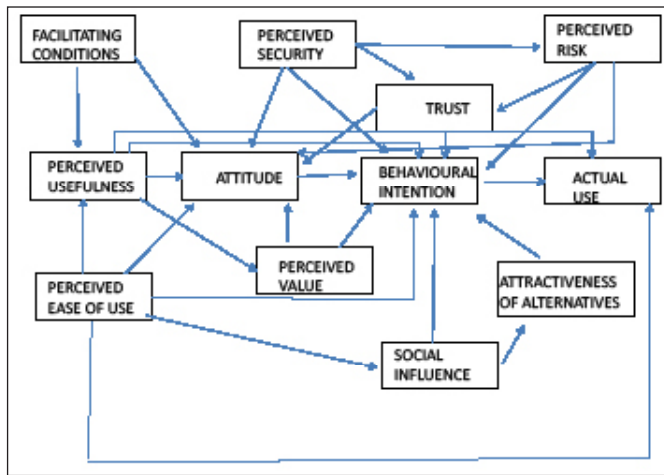 FACILITATING
CONDITIONS
PERCEIVED
SECURITY
PERCEIVED
RISK
TRUST
PERCEIVED
USEFULNESS
ATTITUDE
BEHAVIOURAL
INTENTION
ACTUAL
USE
PERCEIVED
VALUE
PERCEIVED
EASE OF USE
ATTRACTIVENESS
OF ALTERNATIVES
SOCIAL
INFLUENCE